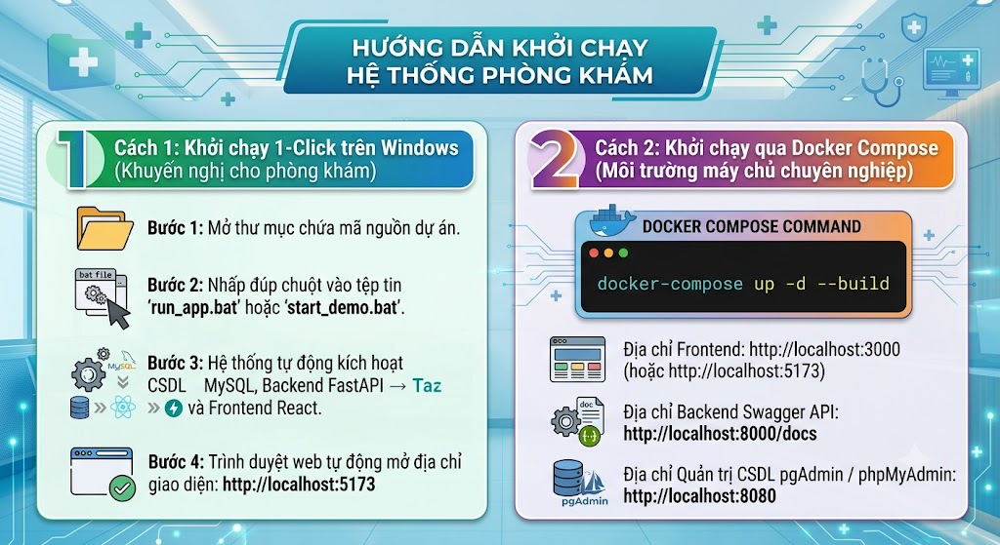 HƯỚNG DẪN KHỞI CHẠY
HỆ THỐNG PHÒNG KHÁM
1
Cách 1: Khởi chạy 1-Click trên Windows
(Khuyến nghị cho phòng khám)
Bước 1: Mở thư mục chứa mã nguồn dự án.
bat file
Bước 2: Nhấp đúp chuột vào tệp tin
'run_app.bat' hoặc 'start_demo.bat'.
MySQL
Bước 3: Hệ thống tự động kích hoạt
CSDL MySQL, Backend FastAPI → Taz
và Frontend React.
Bước 4: Trình duyệt web tự động mở địa chỉ
giao diện: http://localhost:5173
2
Cách 2: Khởi chạy qua Docker Compose
(Môi trường máy chủ chuyên nghiệp)
DOCKER COMPOSE COMMAND
docker-compose up -d --build
Địa chỉ Frontend: http://localhost:3000
(hoặc http://localhost:5173)
doc
Địa chỉ Backend Swagger API:
http://localhost:8000/docs
pgAdmin
Địa chỉ Quản trị CSDL pgAdmin / phpMyAdmin:
http://localhost:8080